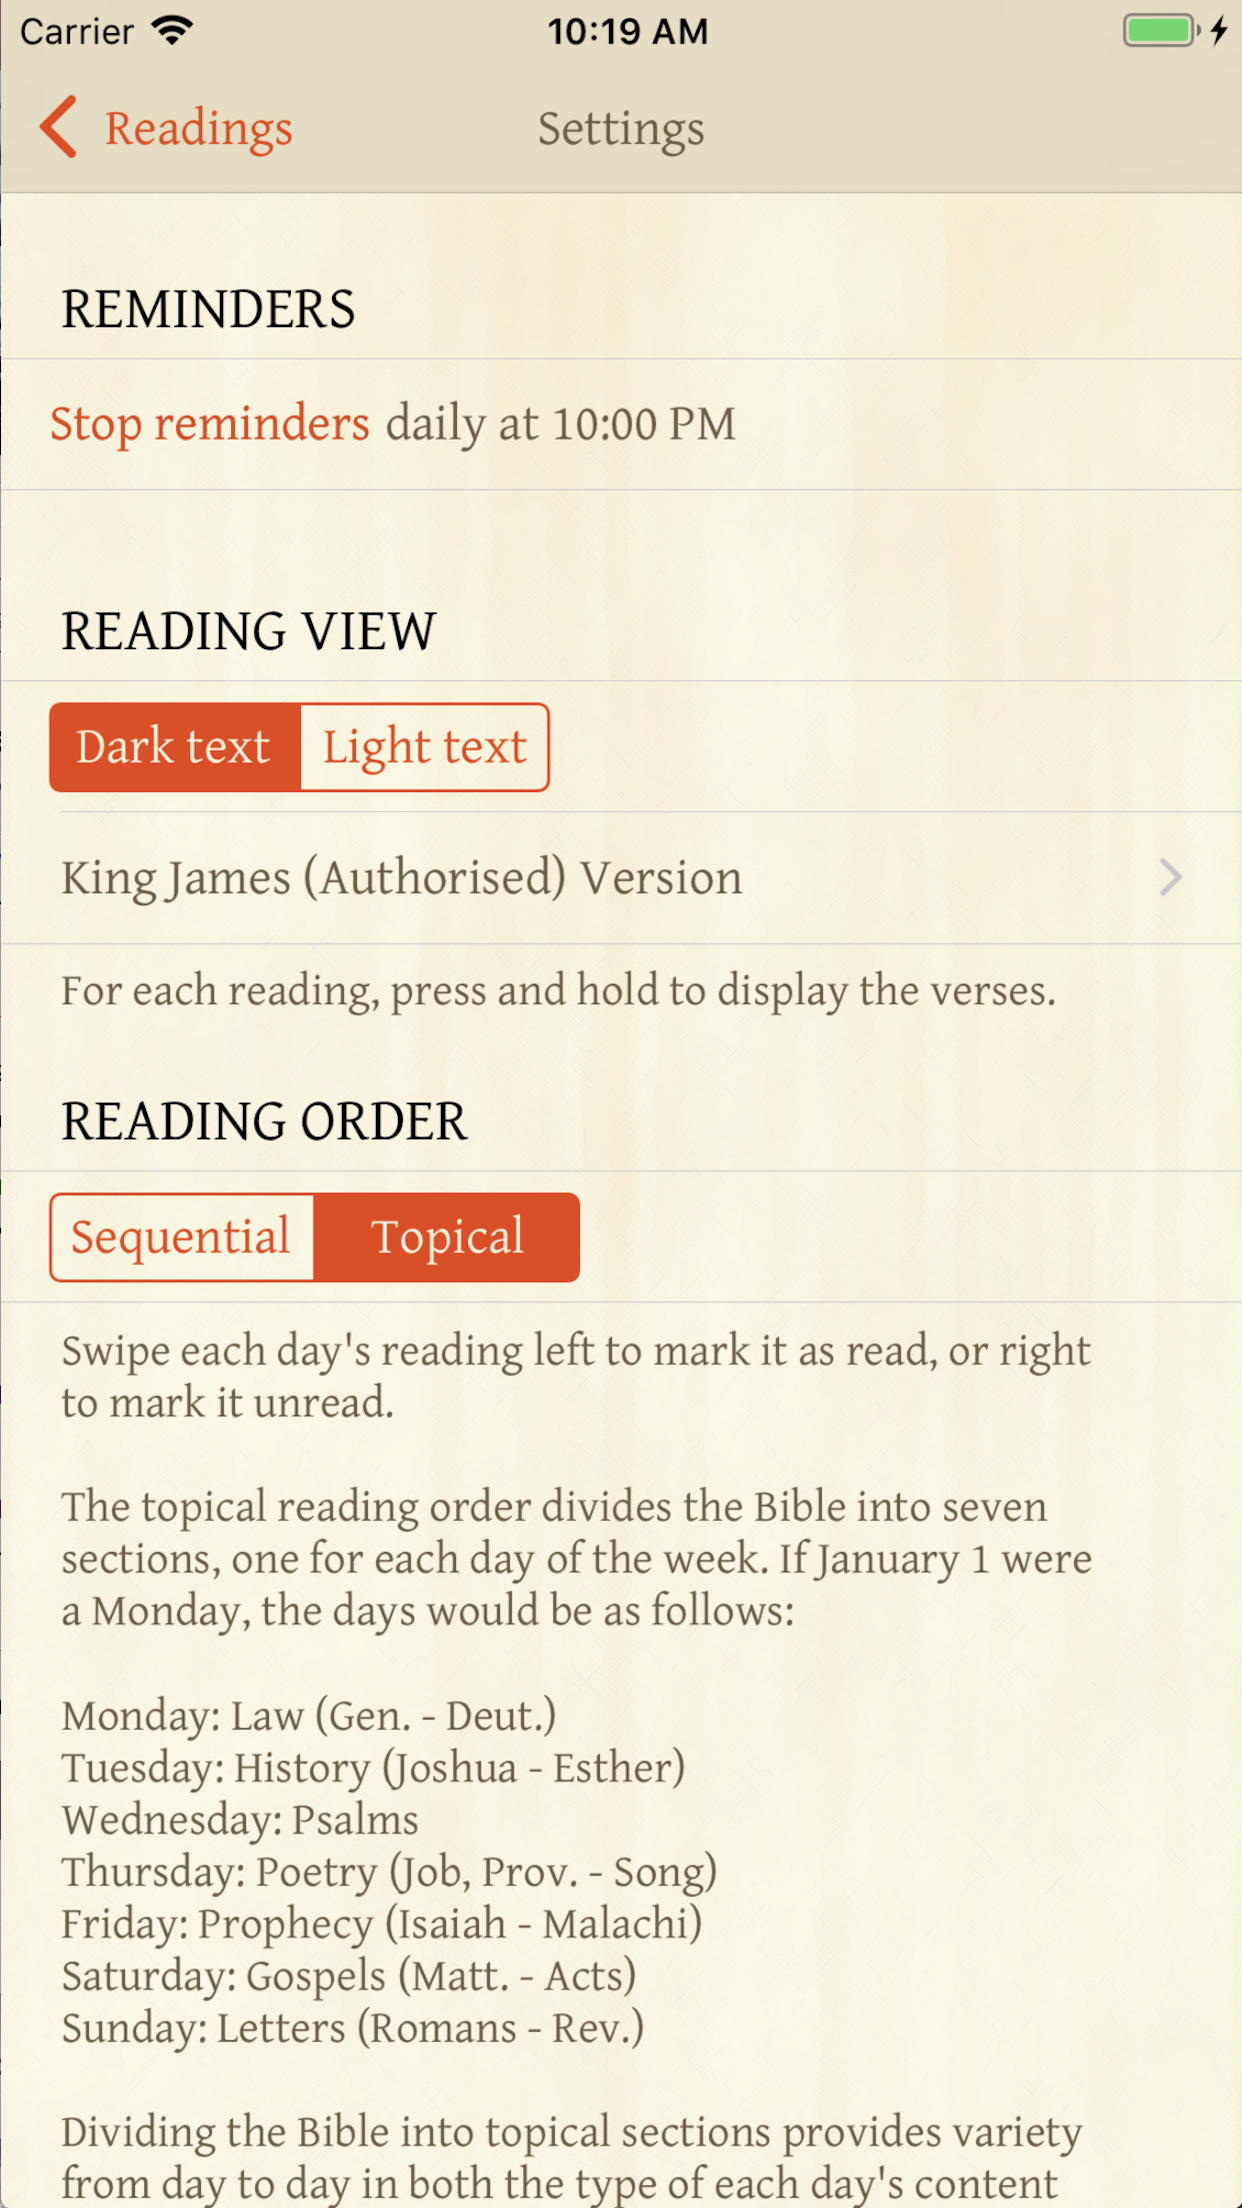 Carrier 10:19 AM
Readings Settings
REMINDERS
Stop reminders daily at 10:00 PM
READING VIEW
Dark text Light text
King James (Authorised) Version
For each reading, press and hold to display the verses.
READING ORDER
Sequential Topical
Swipe each day's reading left to mark it as read, or right
to mark it unread.
The topical reading order divides the Bible into seven
sections, one for each day of the week. If January 1 were
a Monday, the days would be as follows:
Monday: Law (Gen. - Deut.)
Tuesday: History (Joshua - Esther)
Wednesday: Psalms
Thursday: Poetry (Job, Prov. - Song)
Friday: Prophecy (Isaiah - Malachi)
Saturday: Gospels (Matt. - Acts)
Sunday: Letters (Romans - Rev.)
Dividing the Bible into topical sections provides variety
from day to day in both the type of each day's content